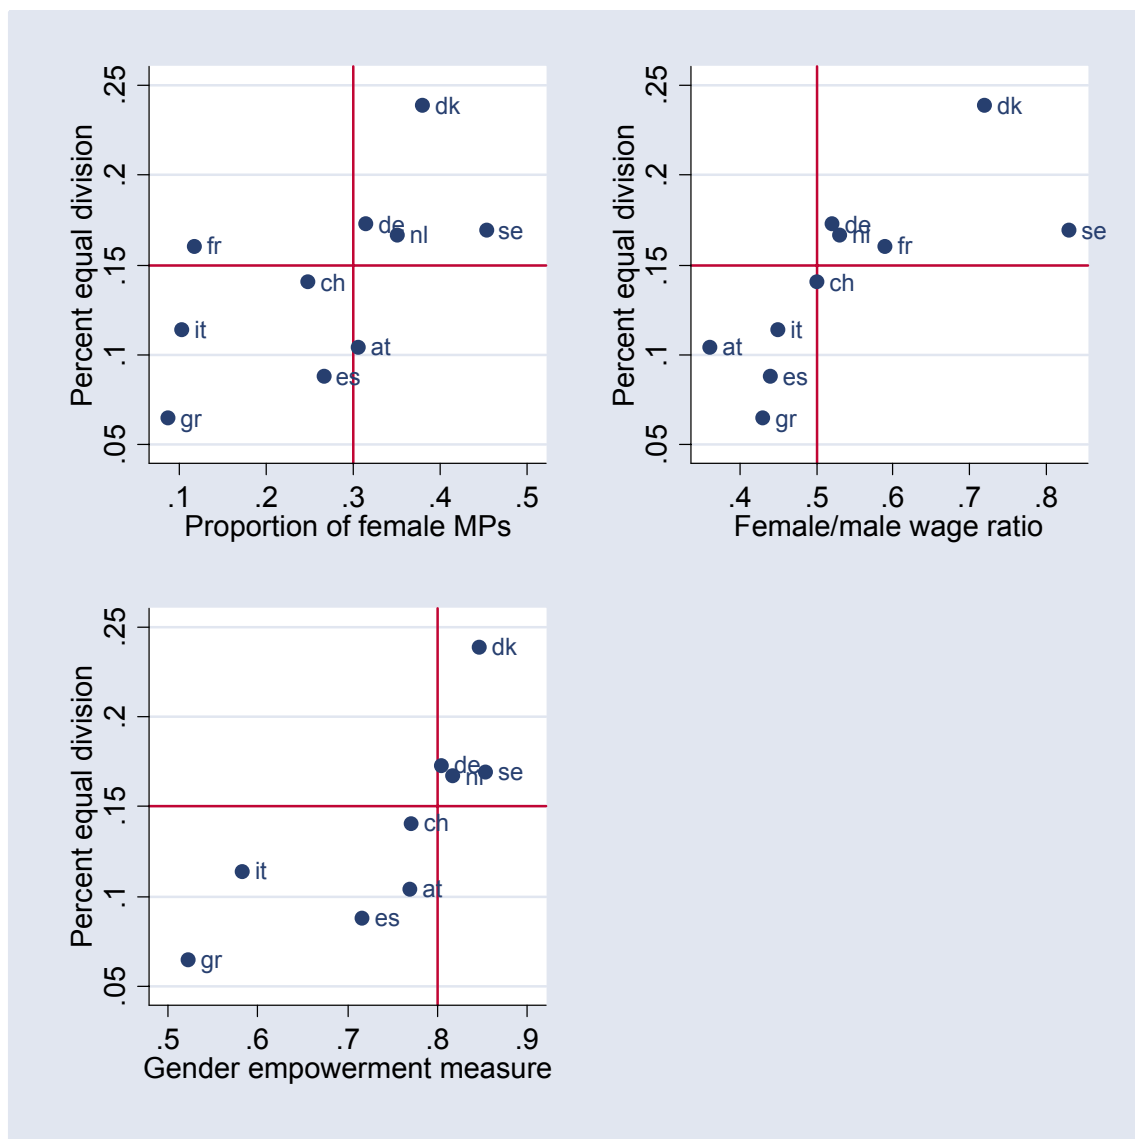 Percent equal division
.05 .1 .15 .2 .25
dk
de
nl
se
fr
ch
it
at
es
gr
.1 .2 .3 .4 .5
Proportion of female MPs
Percent equal division
.05 .1 .15 .2 .25
dk
de
nl
se
fr
ch
it
at
es
gr
.4 .5 .6 .7 .8
Female/male wage ratio
Percent equal division
.05 .1 .15 .2 .25
dk
de
nl
se
ch
it
at
es
gr
.5 .6 .7 .8 .9
Gender empowerment measure